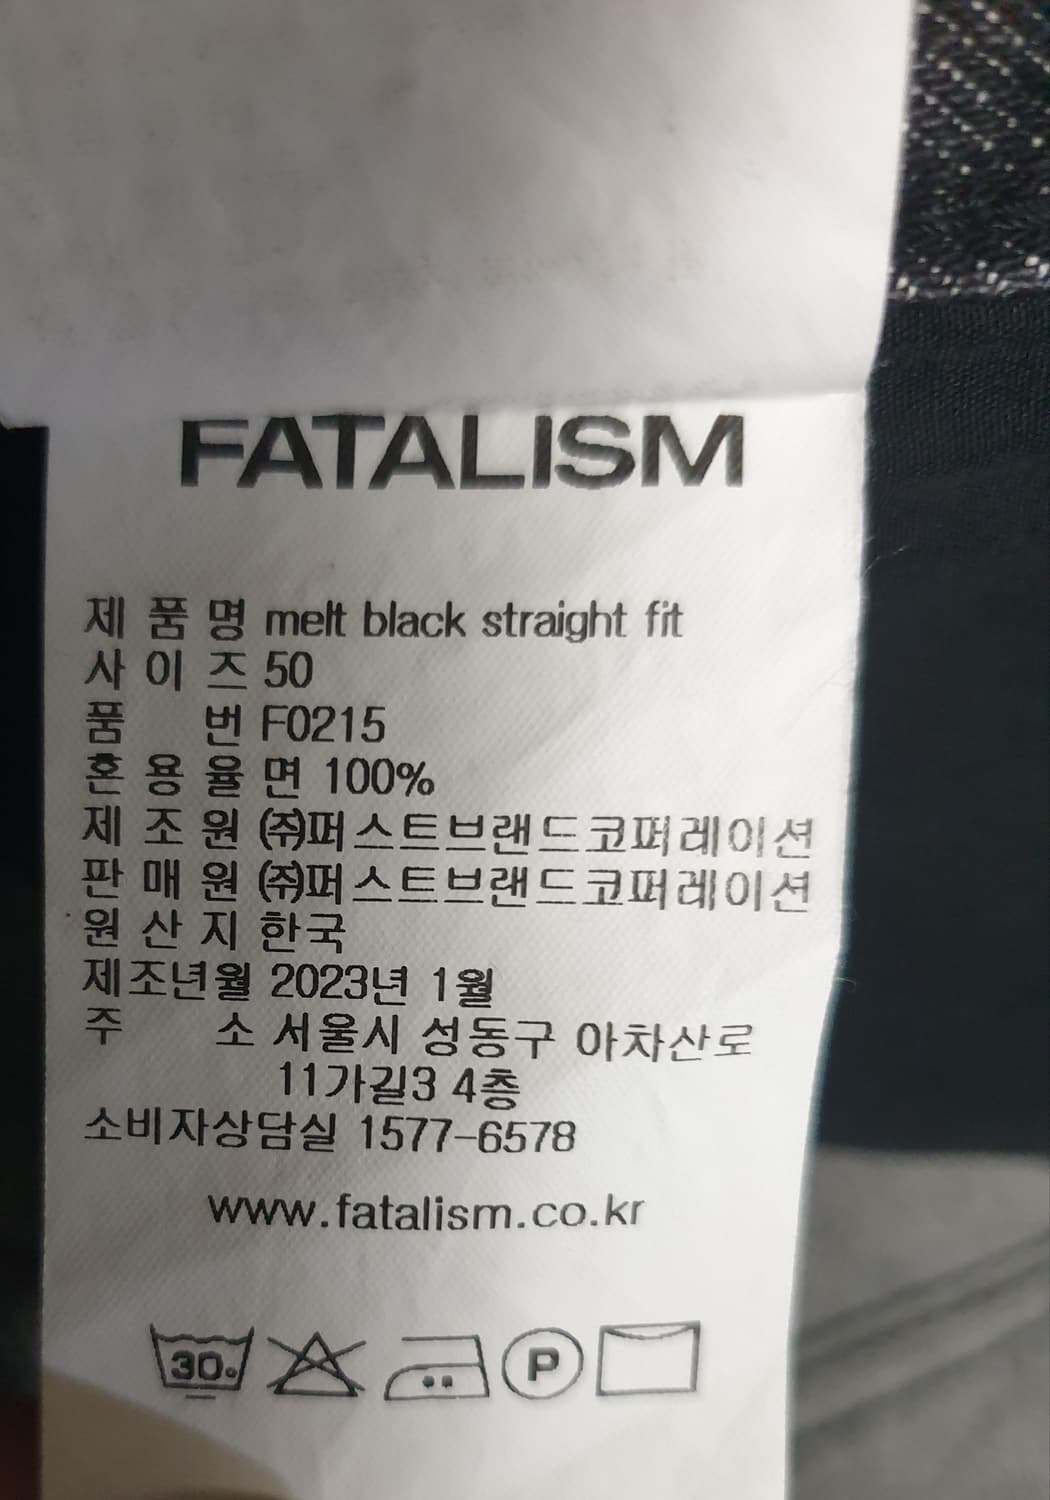 FATALISM
제 품 명 melt black straight fit
사 이 즈 50
품 번 F0215
혼 용 율 면 100%
제 조 원 (주)퍼스트브랜드코퍼레이션
판 매 원 (주)퍼스트브랜드코퍼레이션
원 산 지 한국
제조년월 2023년 1월
주 소 서울시 성동구 아차산로
11가길3 4층
소비자상담실 1577-6578
www.fatalism.co.kr
30° P